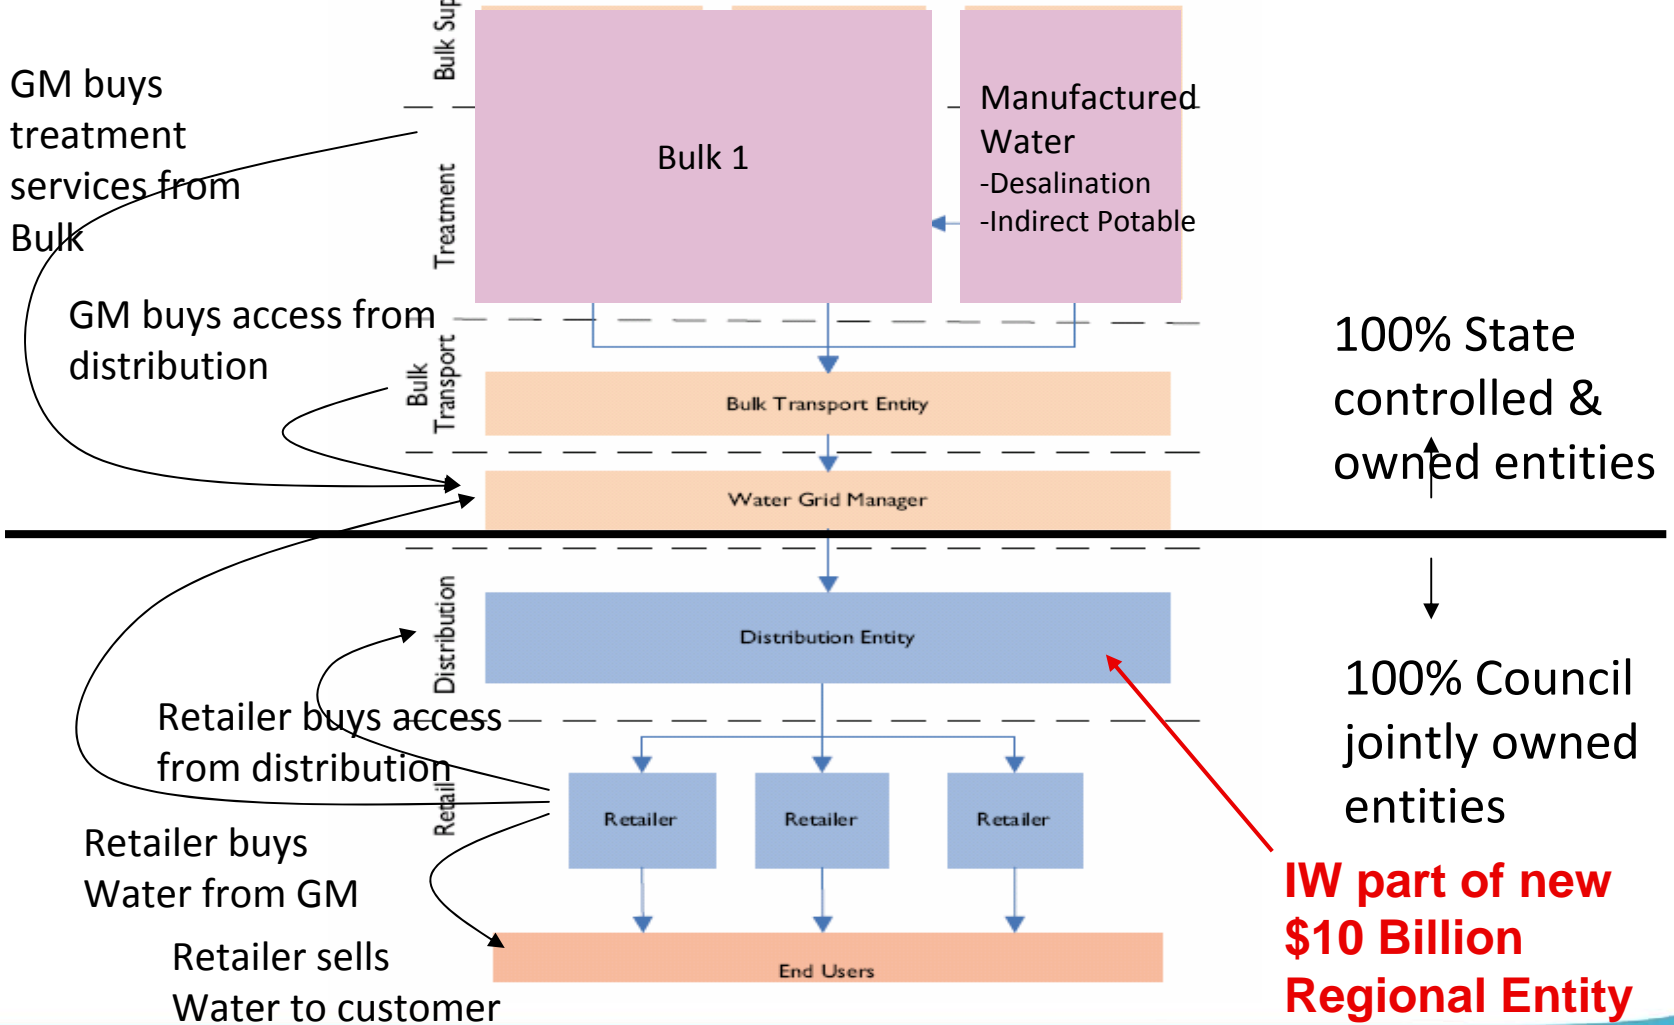 Bulk Sup
GM buys
treatment
services from
Bulk
Treatment
Bulk 1
Manufactured
Water
-Desalination
-Indirect Potable
GM buys access from
distribution
Bulk
Transport
Bulk Transport Entity
100% State
controlled &
owned entities
Water Grid Manager
Distribution
Distribution Entity
Retailer buys access
from distribution
100% Council
jointly owned
entities
Retail
Retailer
Retailer
Retailer
Retailer buys
Water from GM
IW part of new
$10 Billion
Regional Entity
Retailer sells
Water to customer
End Users